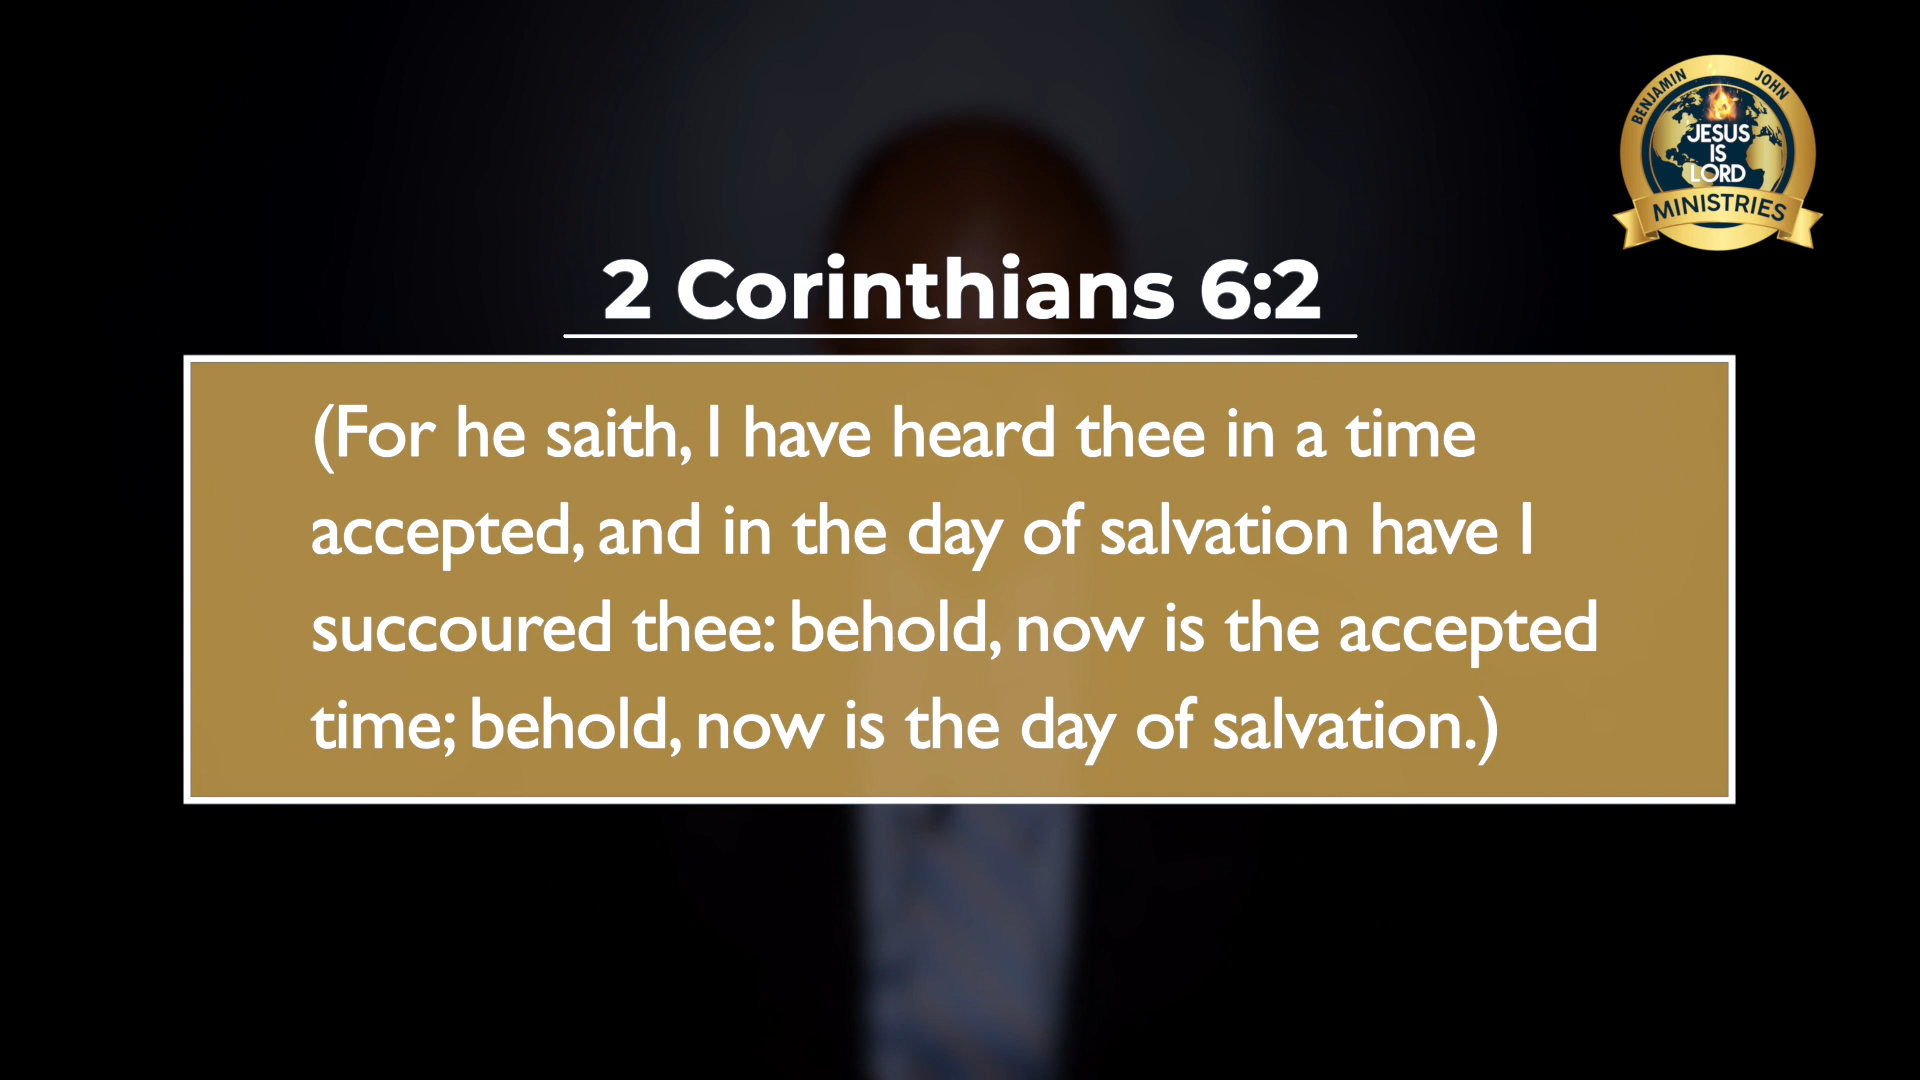 BENJAMIN JOHN
JESUS
IS
LORD
MINISTRIES
2 Corinthians 6:2
(For he saith, I have heard thee in a time
accepted, and in the day of salvation have I
succoured thee: behold, now is the accepted
time; behold, now is the day of salvation.)